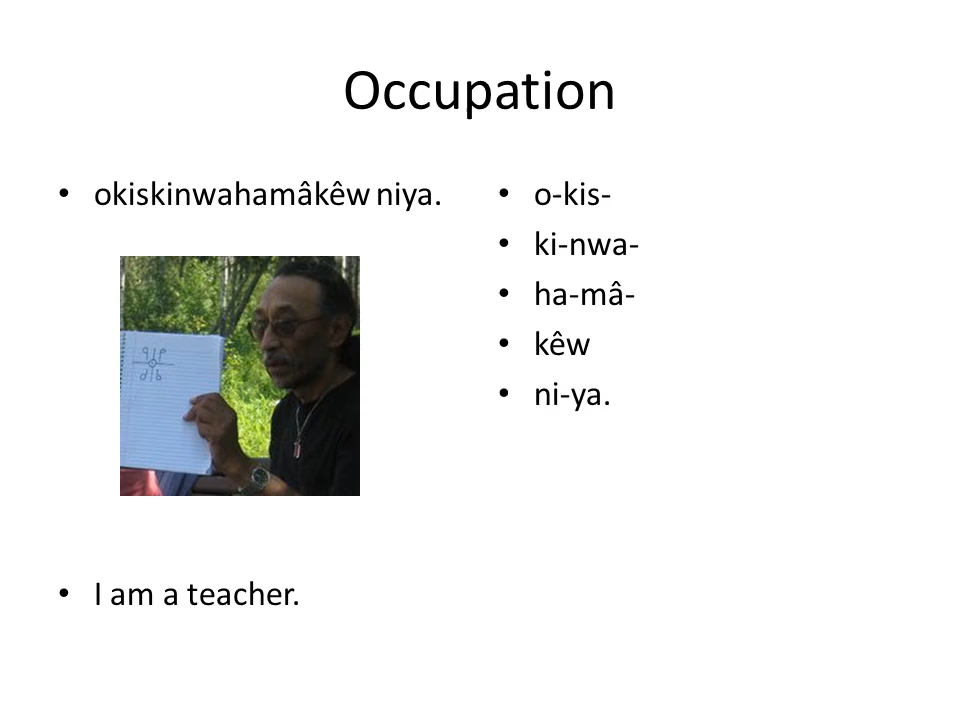 Occupation
• okiskinwahamâkêw niya.
• I am a teacher.
• o-kis-
• ki-nwa-
• ha-mâ-
• kêw
• ni-ya.
q p
d b